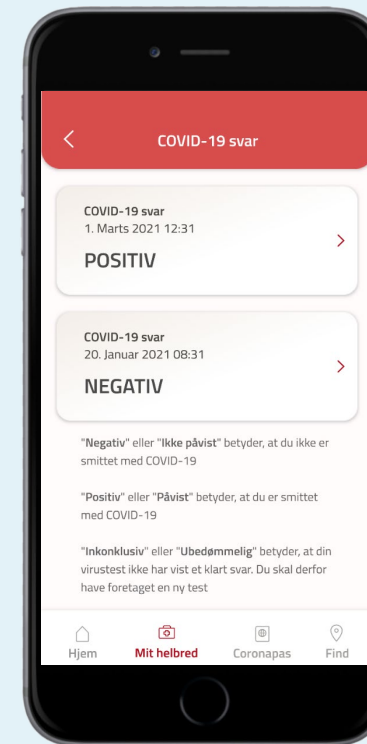 COVID-19 svar
COVID-19 svar
1. Marts 2021 12:31
POSITIV
COVID-19 svar
20. Januar 2021 08:31
NEGATIV
"Negativ" eller "Ikke påvist" betyder, at du ikke er
smittet med COVID-19
"Positiv" eller "Påvist" betyder, at du er smittet
med COVID-19
"Inkonklusiv" eller "Ubedømmelig" betyder, at din
virustest ikke har vist et klart svar. Du skal derfor
have foretaget en ny test
Hjem Mit helbred Coronapas Find